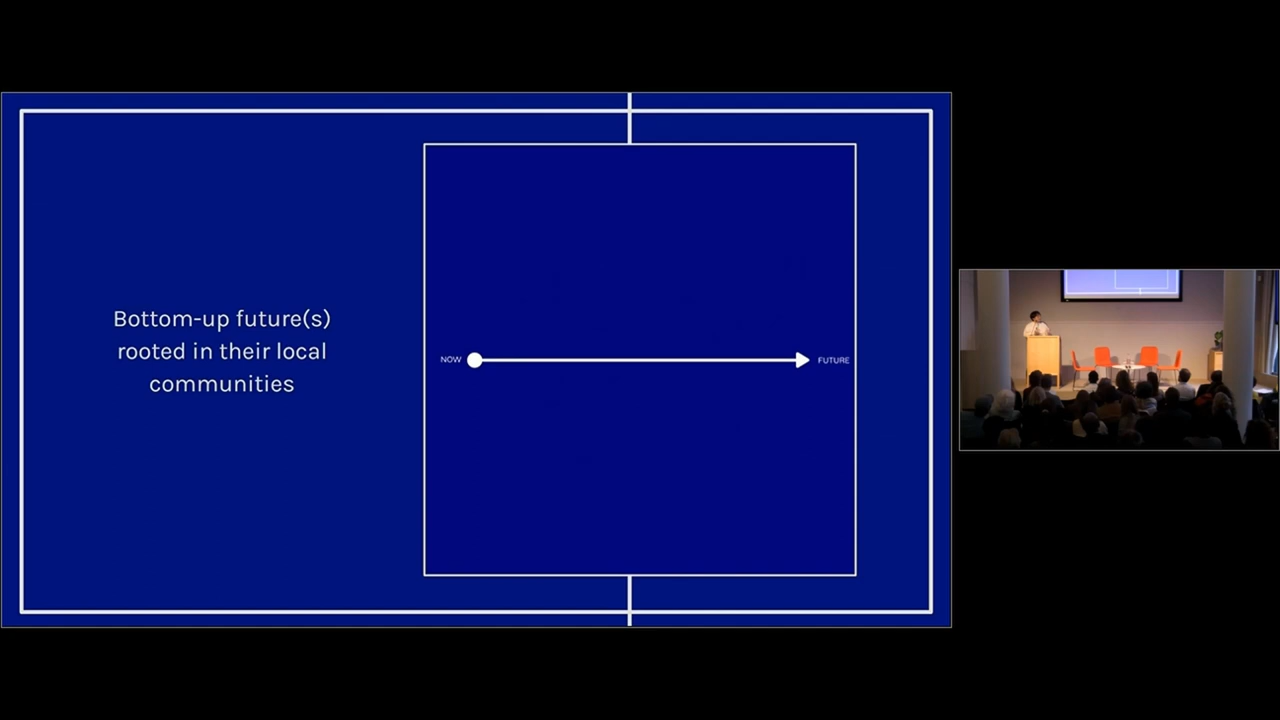 Bottom-up future(s)
rooted in their local
communities
NOW
FUTURE